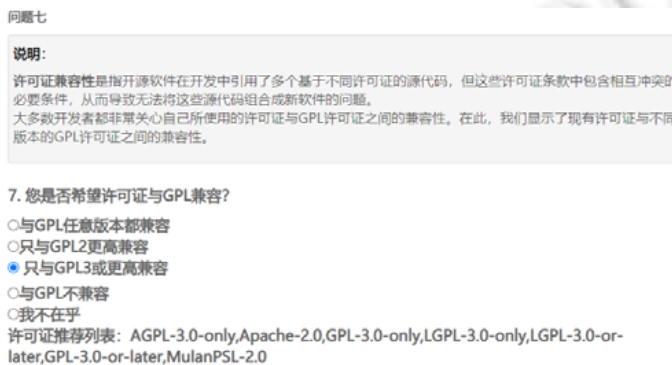 问题七
说明:
许可证兼容性是指开源软件在开发中引用了多个基于不同许可证的源代码，但这些许可证条款中包含相互冲突的
必要条件，从而导致无法将这些源代码组合成新软件的问题。
大多数开发者都非常关心自己所使用的许可证与GPL许可证之间的兼容性。在此，我们显示了现有许可证与不同
版本的GPL许可证之间的兼容性。
7. 您是否希望许可证与GPL兼容?
与GPL任意版本都兼容
只与GPL2更高兼容
只与GPL3或更高兼容
与GPL不兼容
我不在乎
许可证推荐列表：AGPL-3.0-only,Apache-2.0,GPL-3.0-only,LGPL-3.0-only,LGPL-3.0-or-
later,GPL-3.0-or-later,MulanPSL-2.0